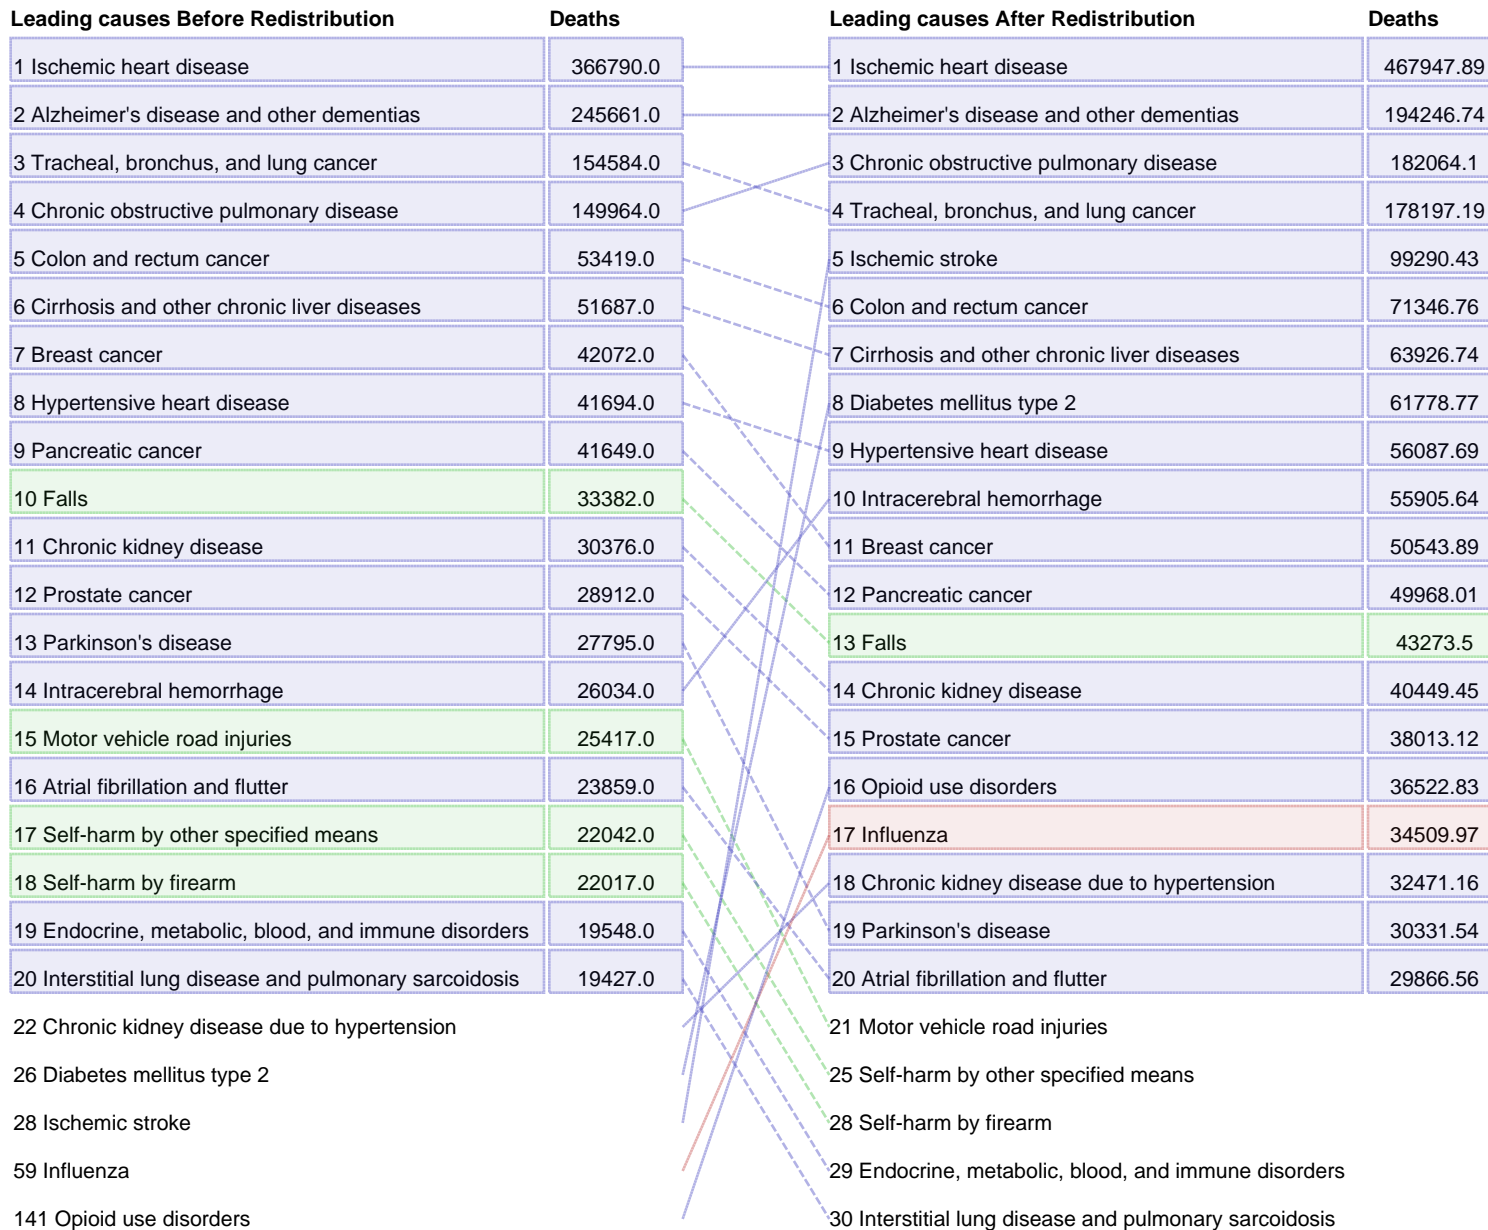 Leading causes Before Redistribution Deaths Leading causes After Redistribution Deaths
1 Ischemic heart disease 366790.0 1 Ischemic heart disease 467947.89
2 Alzheimer's disease and other dementias 245661.0 2 Alzheimer's disease and other dementias 194246.74
3 Tracheal, bronchus, and lung cancer 154584.0 3 Chronic obstructive pulmonary disease 182064.1
4 Chronic obstructive pulmonary disease 149964.0 4 Tracheal, bronchus, and lung cancer 178197.19
5 Colon and rectum cancer 53419.0 5 Ischemic stroke 99290.43
6 Cirrhosis and other chronic liver diseases 51687.0 6 Colon and rectum cancer 71346.76
7 Breast cancer 42072.0 7 Cirrhosis and other chronic liver diseases 63926.74
8 Hypertensive heart disease 41694.0 8 Diabetes mellitus type 2 61778.77
9 Pancreatic cancer 41649.0 9 Hypertensive heart disease 56087.69
10 Falls 33382.0 10 Intracerebral hemorrhage 55905.64
11 Chronic kidney disease 30376.0 11 Breast cancer 50543.89
12 Prostate cancer 28912.0 12 Pancreatic cancer 49968.01
13 Parkinson's disease 27795.0 13 Falls 43273.5
14 Intracerebral hemorrhage 26034.0 14 Chronic kidney disease 40449.45
15 Motor vehicle road injuries 25417.0 15 Prostate cancer 38013.12
16 Atrial fibrillation and flutter 23859.0 16 Opioid use disorders 36522.83
17 Self-harm by other specified means 22042.0 17 Influenza 34509.97
18 Self-harm by firearm 22017.0 18 Chronic kidney disease due to hypertension 32471.16
19 Endocrine, metabolic, blood, and immune disorders 19548.0 19 Parkinson's disease 30331.54
20 Interstitial lung disease and pulmonary sarcoidosis 19427.0 20 Atrial fibrillation and flutter 29866.56
22 Chronic kidney disease due to hypertension 21 Motor vehicle road injuries
26 Diabetes mellitus type 2 25 Self-harm by other specified means
28 Ischemic stroke 28 Self-harm by firearm
59 Influenza 29 Endocrine, metabolic, blood, and immune disorders
141 Opioid use disorders 30 Interstitial lung disease and pulmonary sarcoidosis